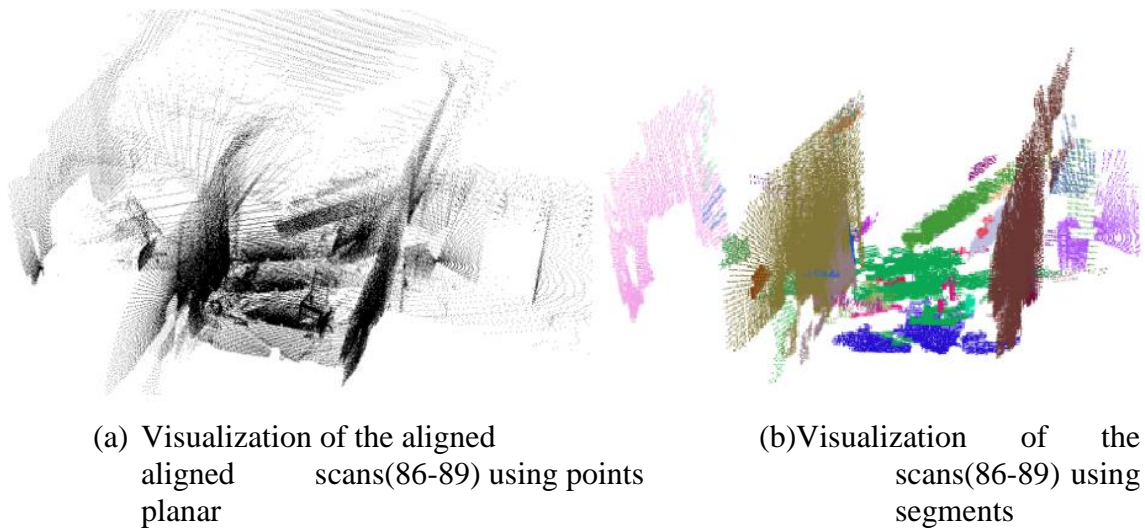 (a) Visualization of the aligned
aligned scans(86-89) using points
planar
(b)Visualization of the
scans(86-89) using
segments